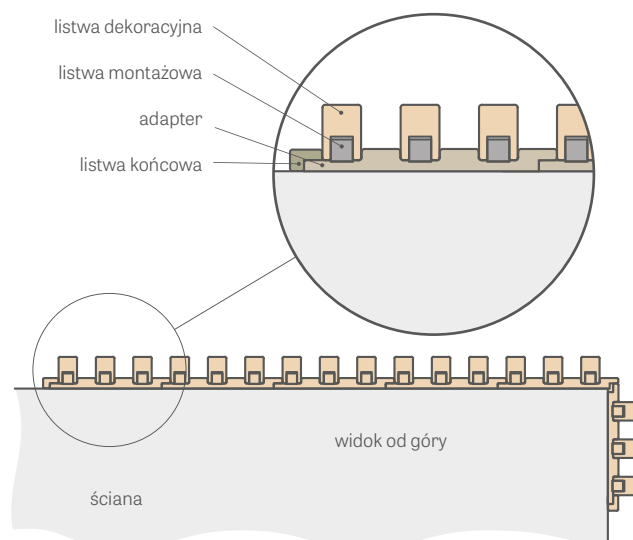 listwa dekoracyjna
listwa montażowa
adapter
listwa końcowa
widok od góry
ściana